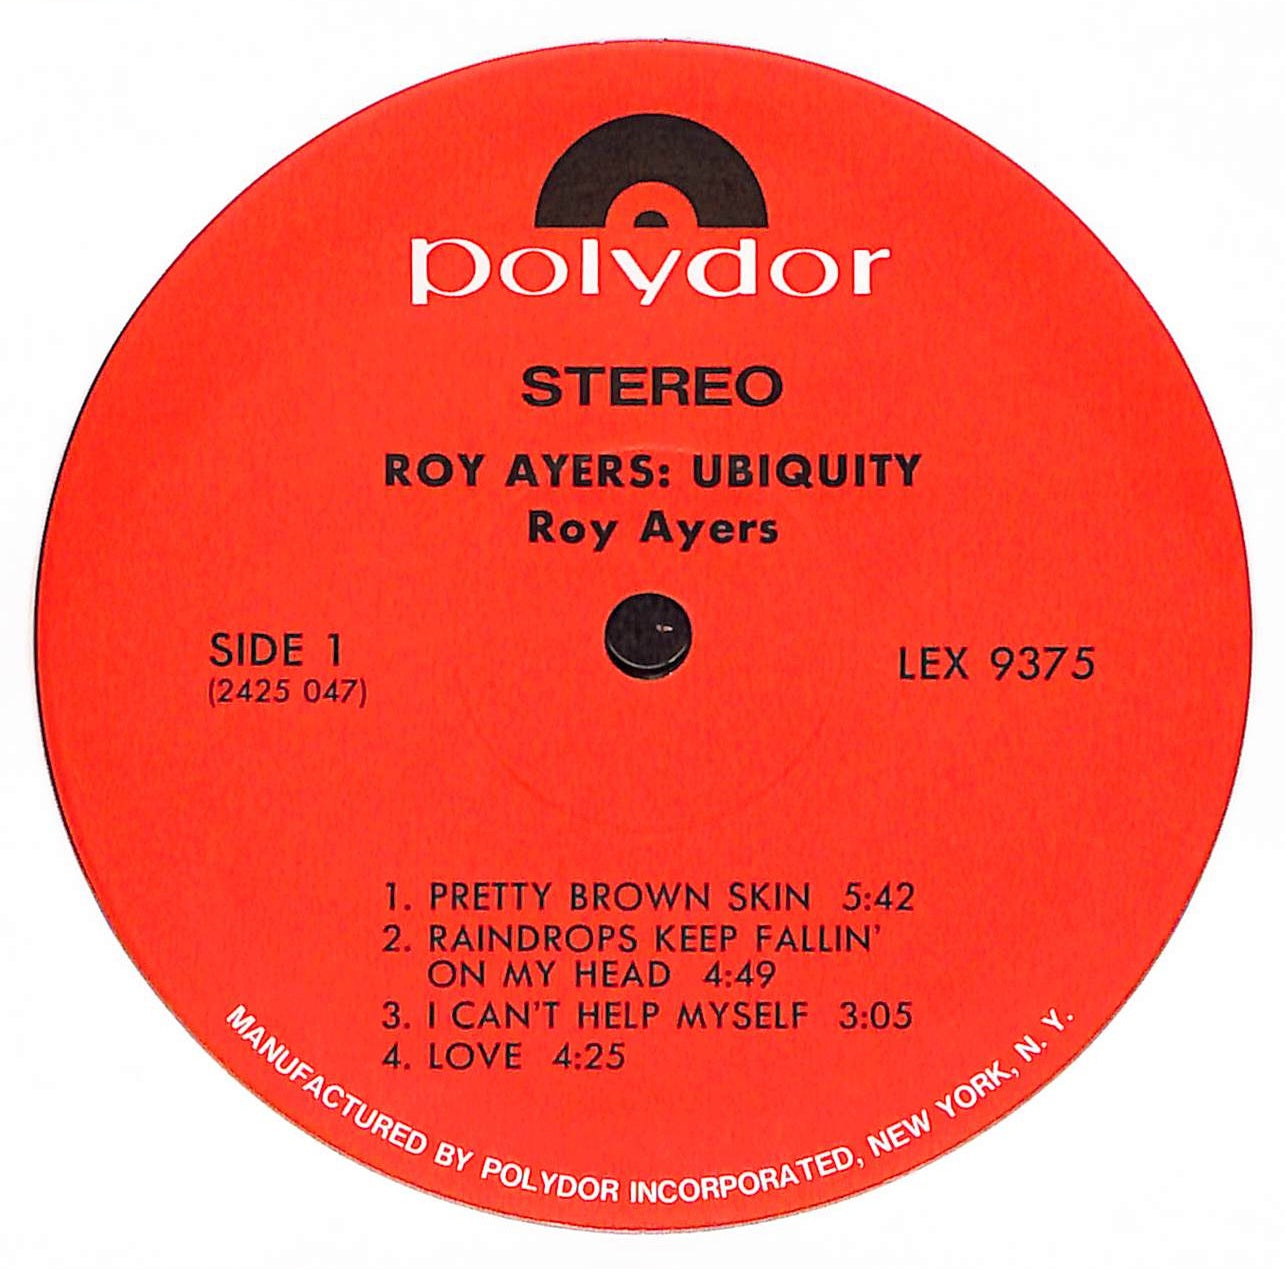 polydor
STEREO
ROY AYERS: UBIQUITY
Roy Ayers
SIDE 1
(2425 047)
LEX 9375
1. PRETTY BROWN SKIN 5:42
2. RAINDROPS KEEP FALLIN'
ON MY HEAD 4:49
3. I CAN'T HELP MYSELF 3:05
4. LOVE 4:25
MANUFACTURED BY POLYDOR INCORPORATED, NEW YORK, N. Y.